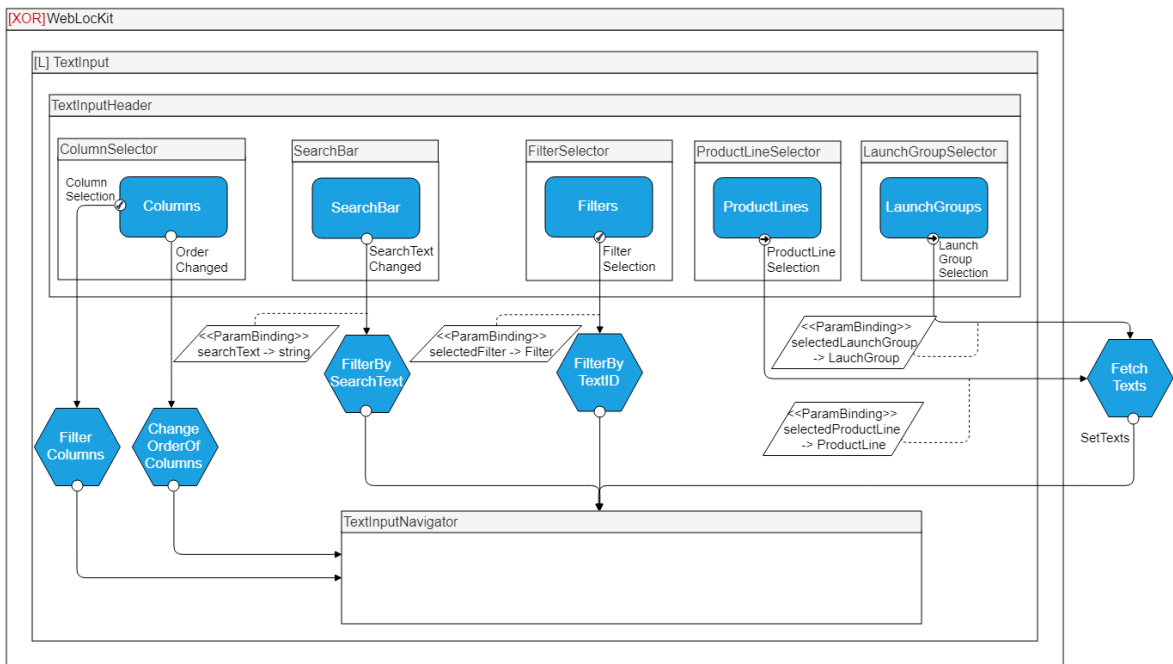 [XOR]WebLocKit
[L] TextInput
TextInputHeader
ColumnSelector
Column
Selection
Columns
Order
Changed
SearchBar
SearchBar
SearchText
Changed
FilterSelector
Filters
Filter
Selection
ProductLineSelector
ProductLines
ProductLine
Selection
LaunchGroupSelector
LaunchGroups
Launch
Group
Selection
<<ParamBinding>>
searchText -> string
<<ParamBinding>>
selectedFilter -> Filter
<<ParamBinding>>
selectedLaunchGroup
-> LauchGroup
<<ParamBinding>>
selectedProductLine
-> ProductLine
FilterBy
SearchText
FilterBy
TextID
Fetch
Texts
SetTexts
Filter
Columns
Change
OrderOf
Columns
TextInputNavigator